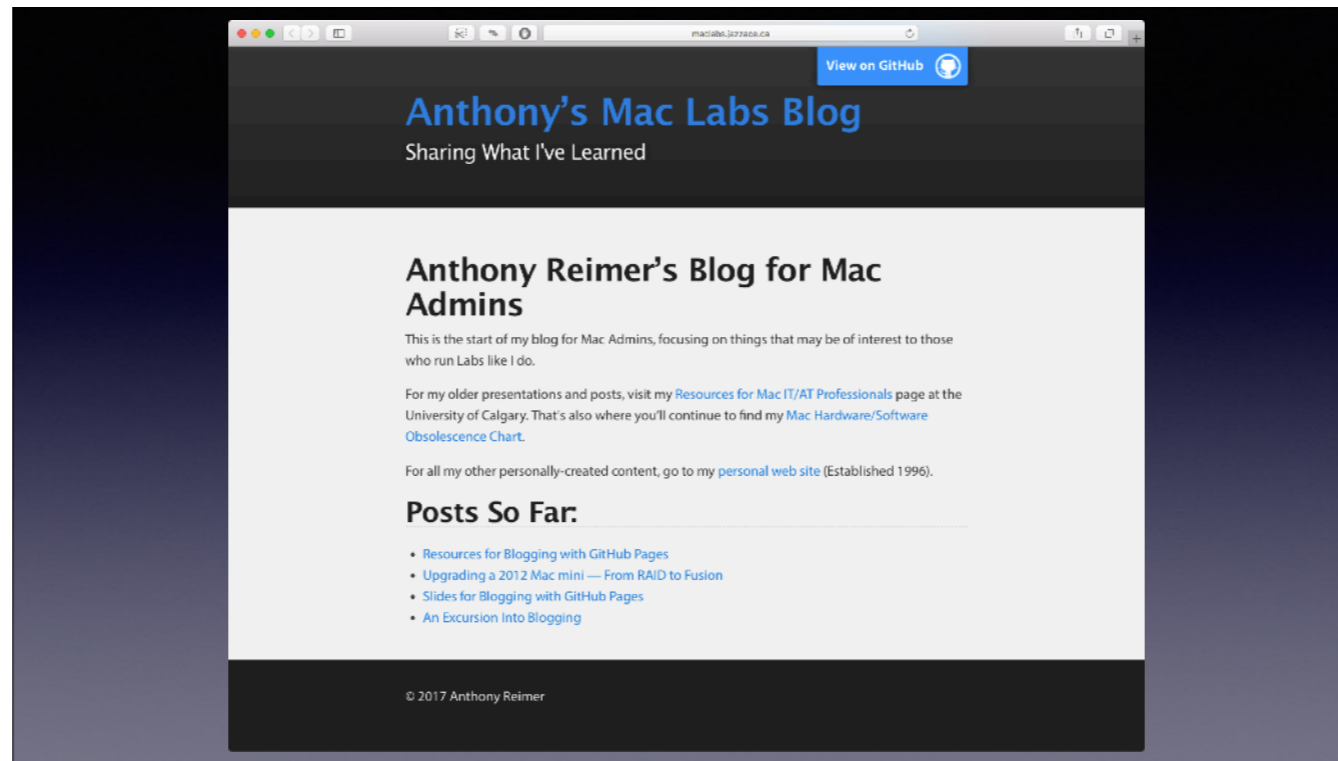 maclabs.jazzace.ca
View on GitHub
Anthony’s Mac Labs Blog
Sharing What I've Learned
Anthony Reimer’s Blog for Mac
Admins
This is the start of my blog for Mac Admins, focusing on things that may be of interest to those
who run Labs like I do.
For my older presentations and posts, visit my Resources for Mac IT/AT Professionals page at the
University of Calgary. That's also where you’ll continue to find my Mac Hardware/Software
Obsolescence Chart.
For all my other personally-created content, go to my personal web site (Established 1996).
Posts So Far:
• Resources for Blogging with GitHub Pages
• Upgrading a 2012 Mac mini — From RAID to Fusion
• Slides for Blogging with GitHub Pages
• An Excursion Into Blogging
© 2017 Anthony Reimer